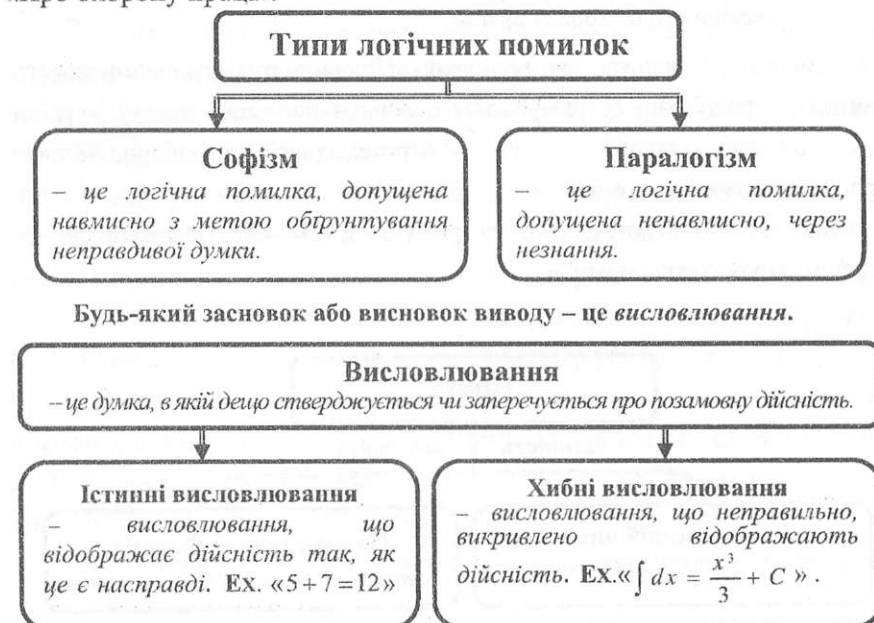 Типи логічних помилок
Софізм
– це логічна помилка, допущена
навмисно з метою обґрунтування
неправдивої думки.
Паралогізм
– це логічна помилка,
допущена ненавмисно, через
незнання.
Будь-який засновок або висновок виводу – це висловлювання.
Висловлювання
– це думка, в якій дещо стверджується чи заперечується про позамовну дійсність.
Істинні висловлювання
– висловлювання, що
відображає дійсність так, як
це є насправді. Ex. «5+7=12»
Хибні висловлювання
– висловлювання, що неправильно,
викривлено відображають
дійсність. EX.«∫ dx = x³/3 + C » .